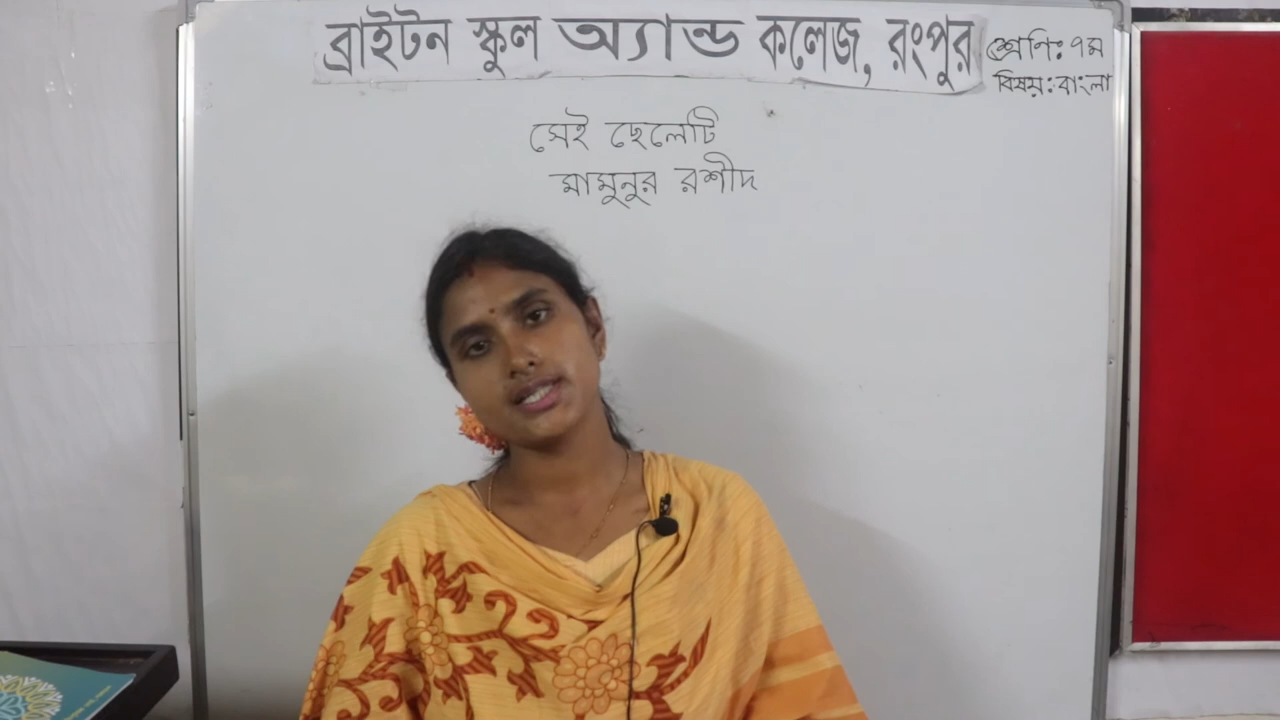 ব্রাইটন স্কুল অ্যান্ড কলেজ, রংপুর
শ্রেণি: ৭ম
বিষয়: বাংলা
সেই ছেলেটি
মামুনুর রশীদ